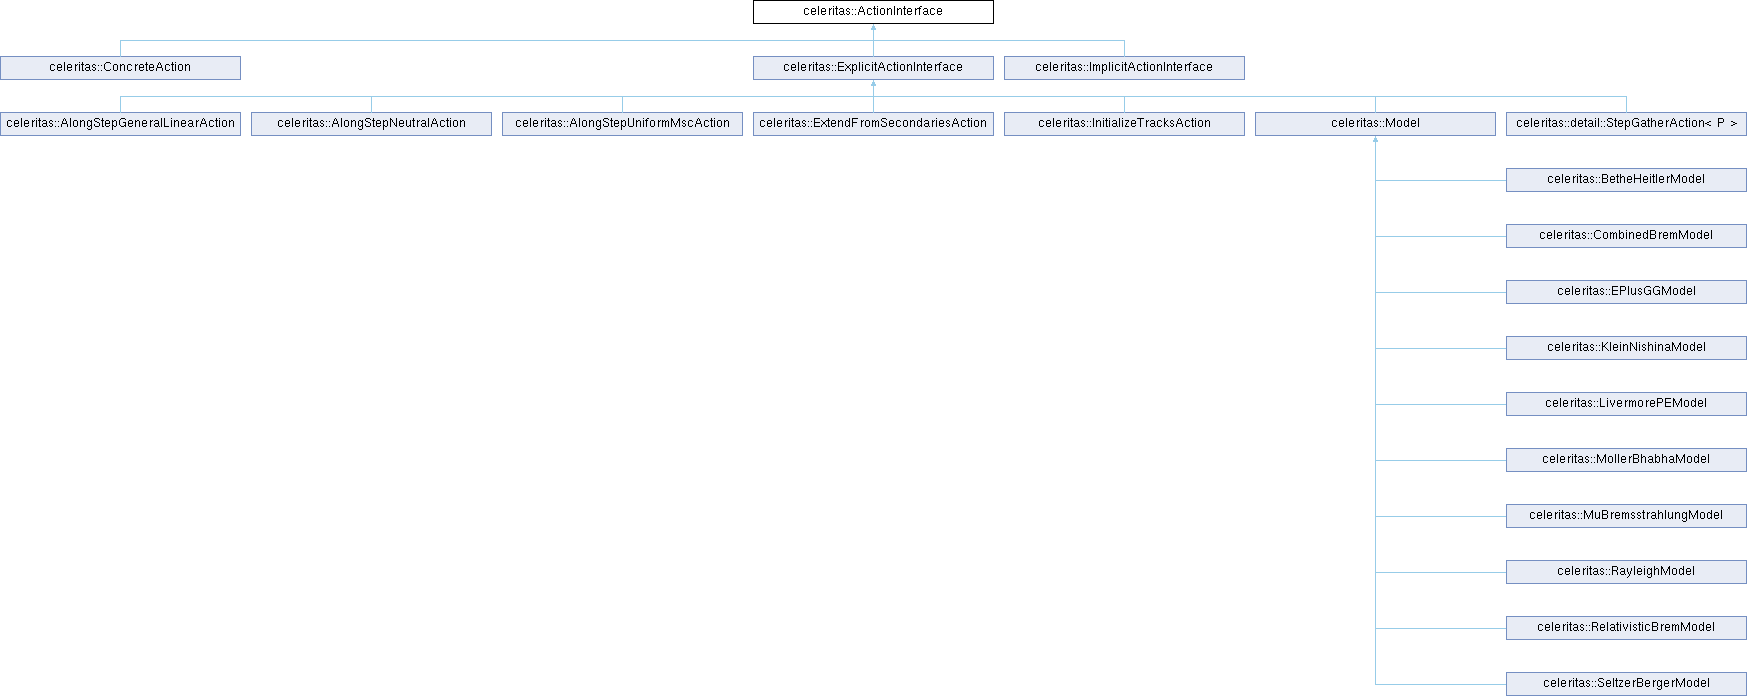 celeritas::ActionInterface
celeritas::ConcreteAction
celeritas::ExplicitActionInterface
celeritas::ImplicitActionInterface
celeritas::AlongStepGeneralLinearAction
celeritas::AlongStepNeutralAction
celeritas::AlongStepUniformMscAction
celeritas::ExtendFromSecondariesAction
celeritas::InitializeTracksAction
celeritas::Model
celeritas::detail::StepGatherAction< P >
celeritas::BetheHeitlerModel
celeritas::CombinedBremModel
celeritas::EPlusGGModel
celeritas::KleinNishinaModel
celeritas::LivermorePEModel
celeritas::MollerBhabhaModel
celeritas::MuBremsstrahlungModel
celeritas::RayleighModel
celeritas::RelativisticBremModel
celeritas::SeltzerBergerModel